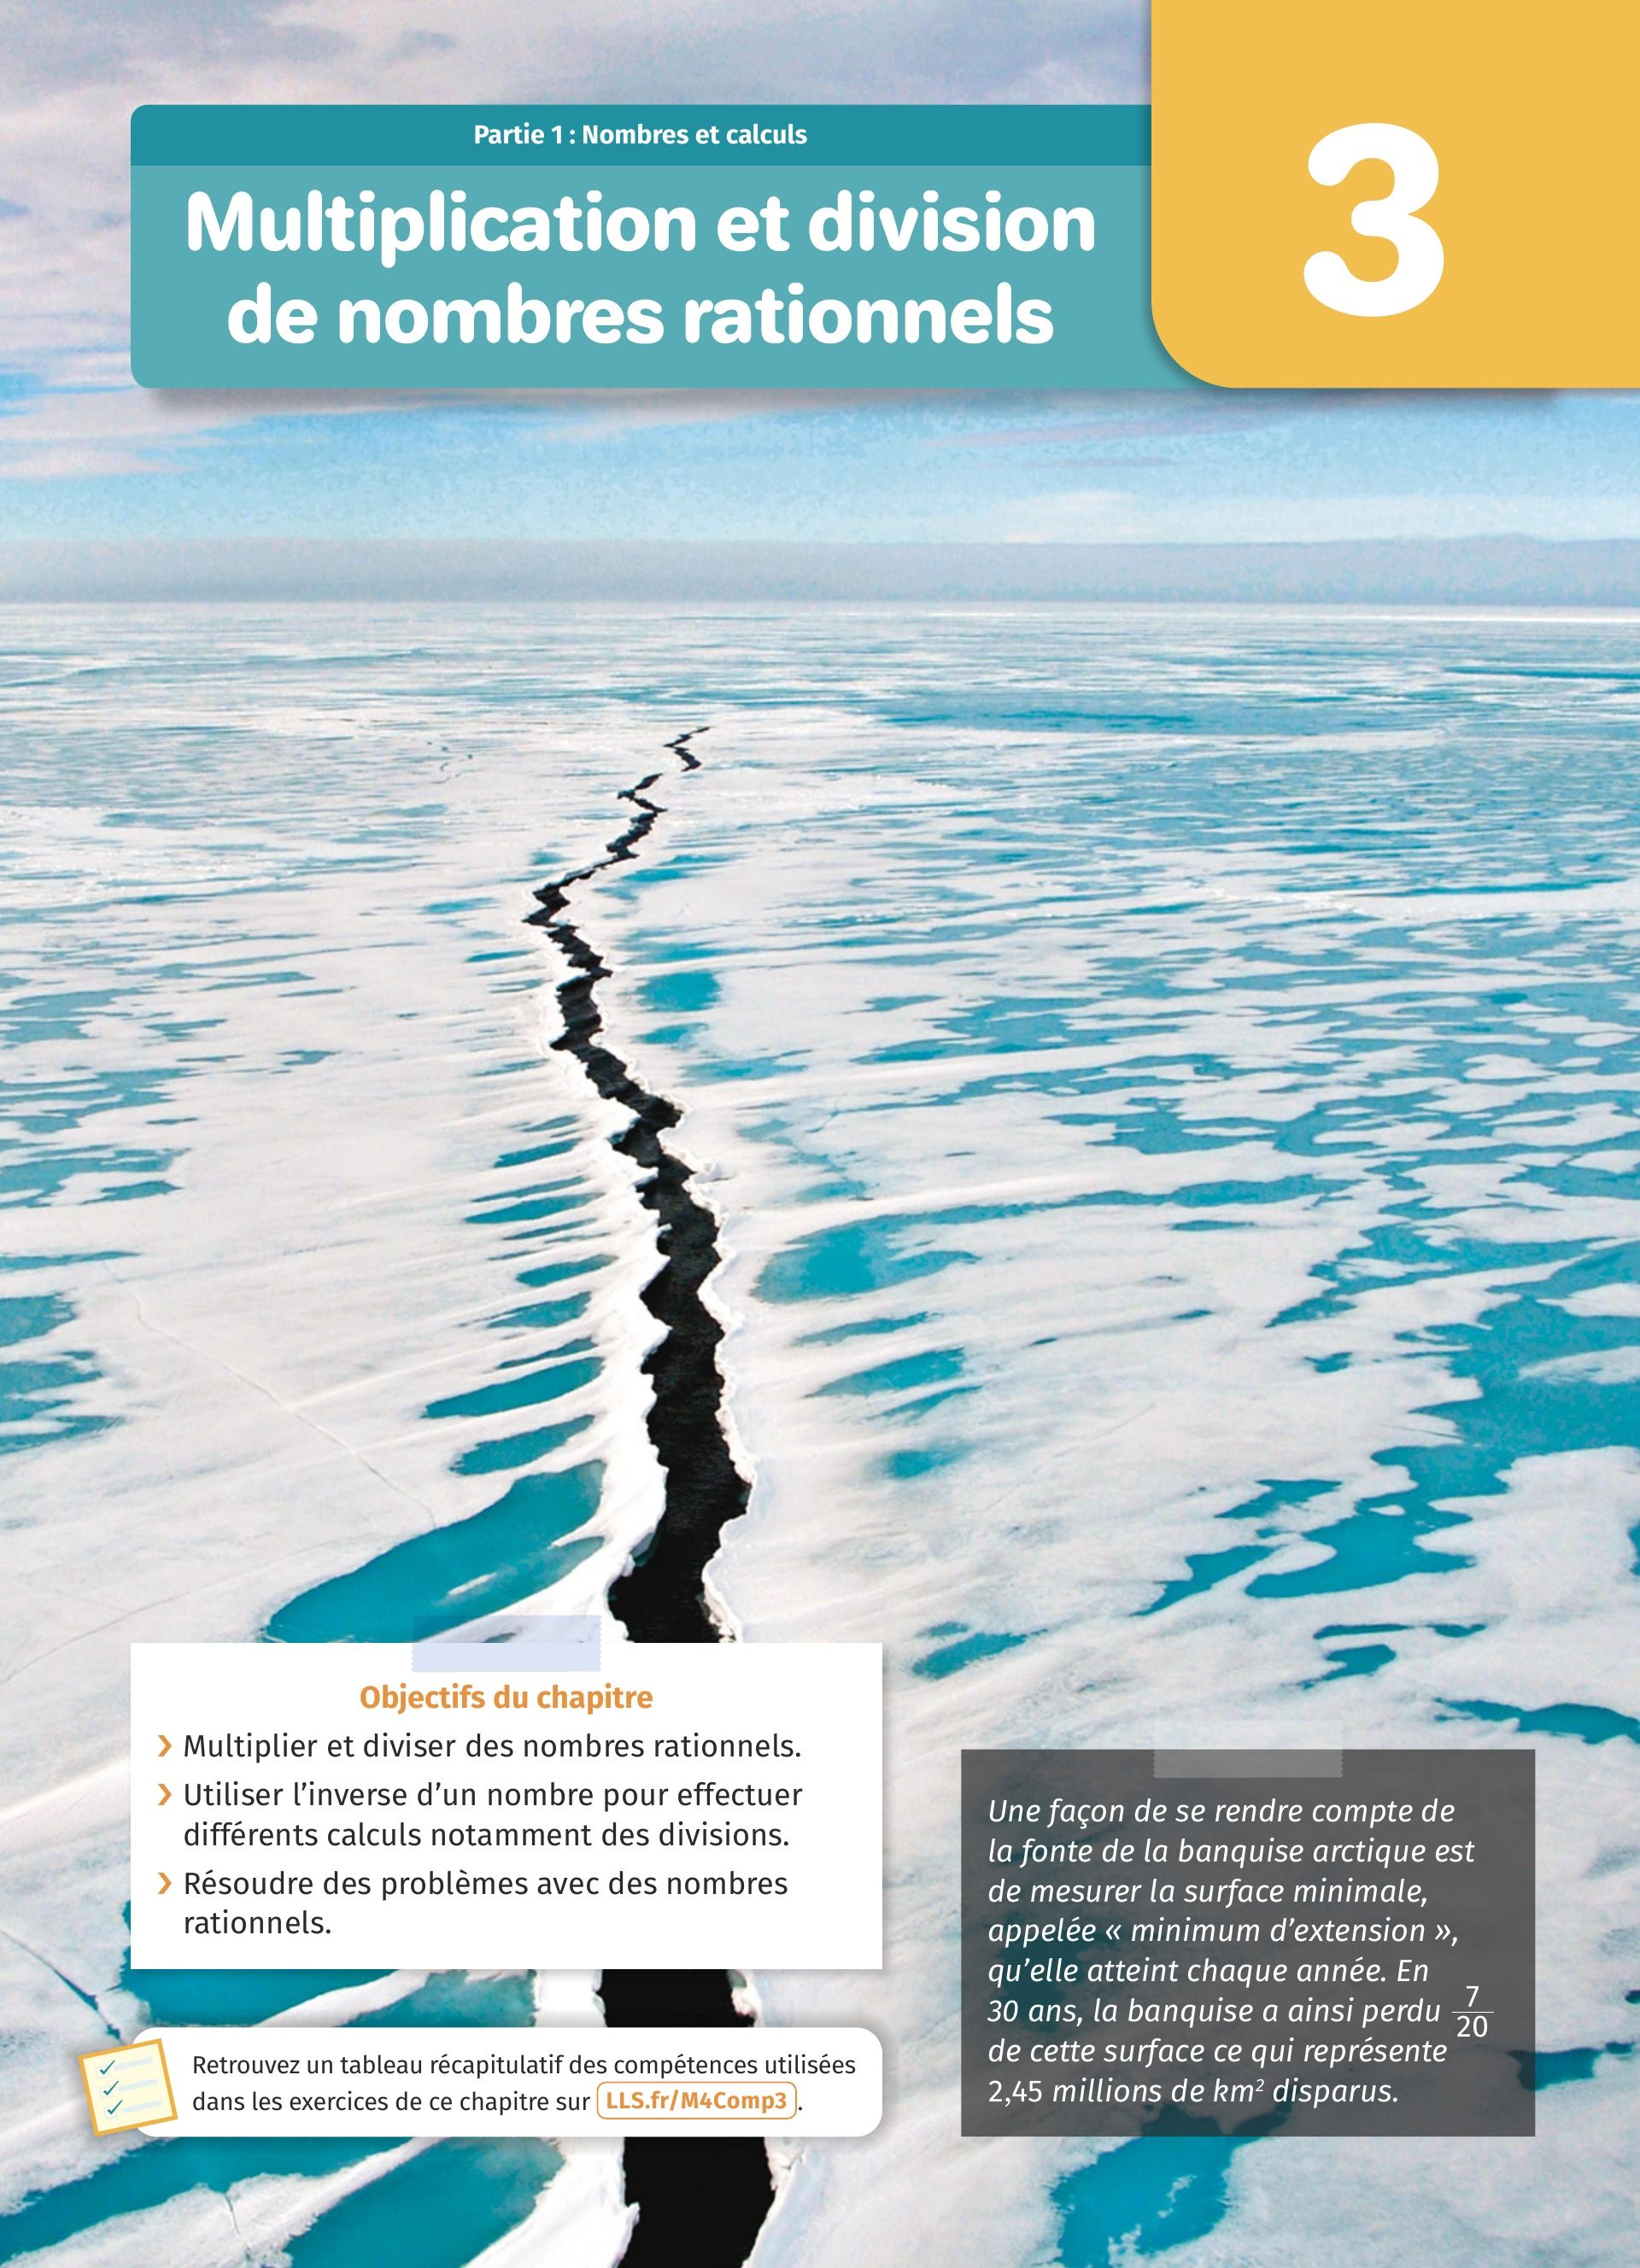 Partie 1 : Nombres et calculs
Multiplication et division
de nombres rationnels
3
Objectifs du chapitre
› Multiplier et diviser des nombres rationnels.
› Utiliser l’inverse d’un nombre pour effectuer
différents calculs notamment des divisions.
› Résoudre des problèmes avec des nombres
rationnels.
Retrouvez un tableau récapitulatif des compétences utilisées
dans les exercices de ce chapitre sur LLS.fr/M4Comp3.
Une façon de se rendre compte de
la fonte de la banquise arctique est
de mesurer la surface minimale,
appelée « minimum d’extension »,
qu’elle atteint chaque année. En
30 ans, la banquise a ainsi perdu 7/20
de cette surface ce qui représente
2,45 millions de km² disparus.